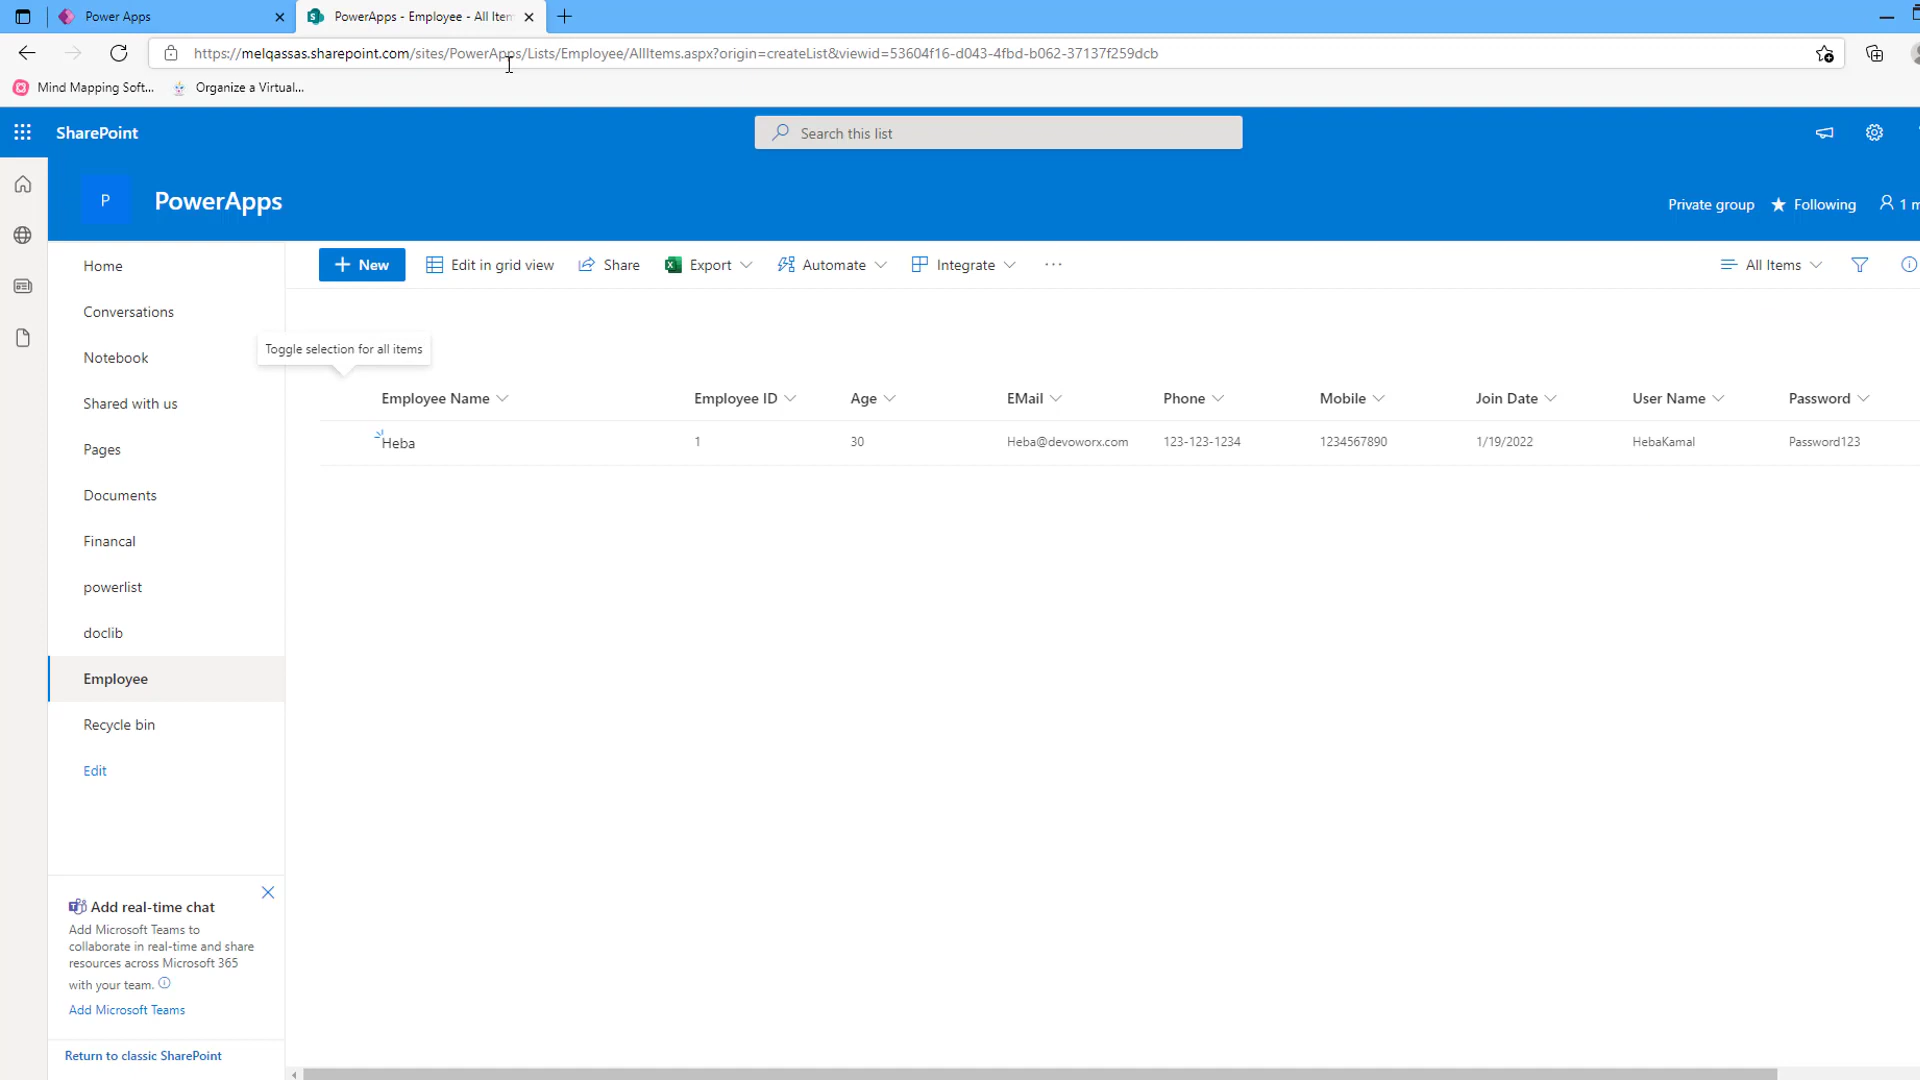 Power Apps
PowerApps - Employee - All Item
https://melqassas.sharepoint.com/sites/PowerApps/Lists/Employee/AllItems.aspx?origin=createList&viewid=53604f16-d043-4fbd-b062-37137f259dcb
Mind Mapping Soft... Organize a Virtual...
SharePoint
Search this list
P
PowerApps
Private group Following 1 m
Home
Conversations
Notebook
Shared with us
Pages
Documents
Financal
powerlist
doclib
Employee
Recycle bin
Edit
New Edit in grid view Share Export Automate Integrate ... All Items
Toggle selection for all items
Employee Name Employee ID Age EMail Phone Mobile Join Date User Name Password
Heba 1 30 Heba@devoworx.com 123-123-1234 1234567890 1/19/2022 HebaKamal Password123
Add real-time chat
Add Microsoft Teams to
collaborate in real-time and share
resources across Microsoft 365
with your team.
Add Microsoft Teams
Return to classic SharePoint